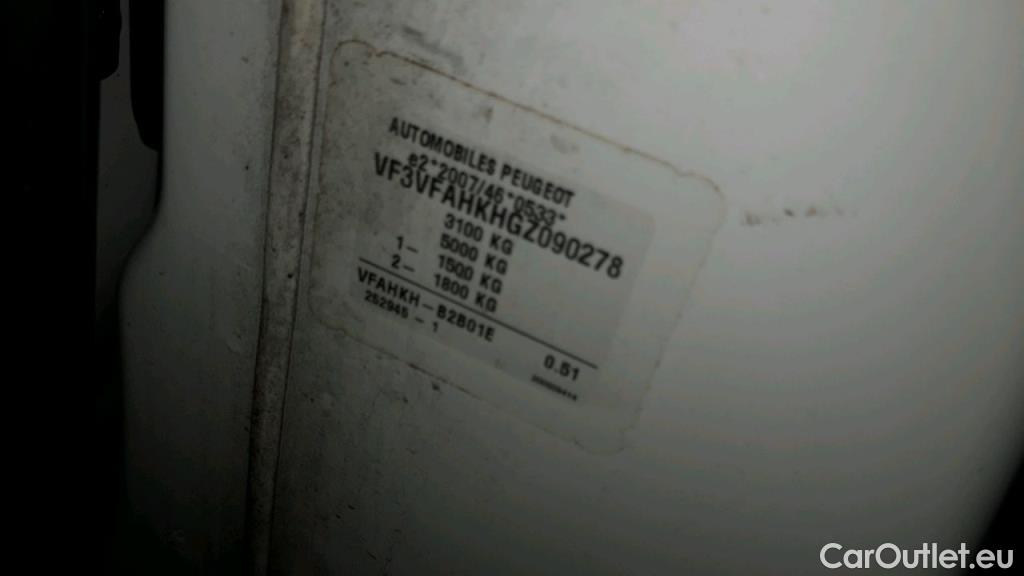 AUTOMOBILES PEUGEOT
e2*2007/46*0533*
VF3VFAHKHGZ090278
3100 KG
5000 KG
1- 1500 KG
2- 1800 KG
VFAHKH-B2B01E 0.51
252945 - 1
CarOutlet.eu